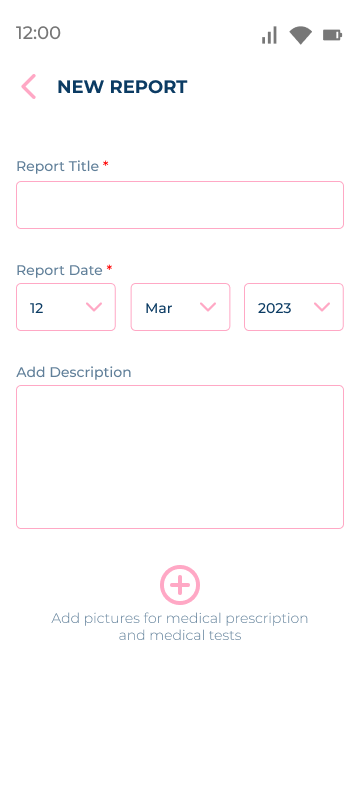 12:00
NEW REPORT
Report Title *
Report Date *
12 Mar 2023
Add Description
Add pictures for medical prescription
and medical tests